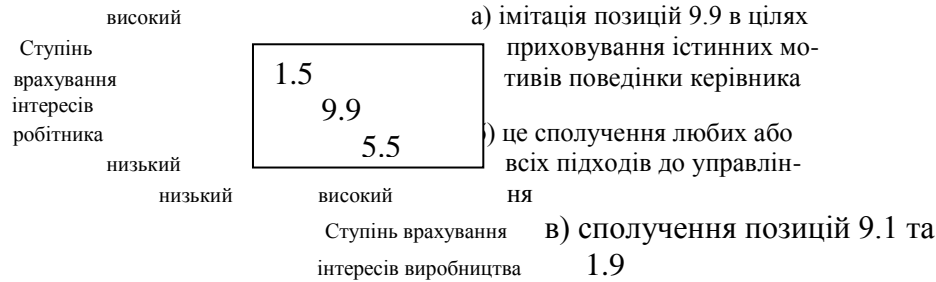 високий
Ступінь
врахування
інтересів
робітника
низький
1.5
9.9
5.5
низький високий
Ступінь врахування
інтересів виробництва
а) імітація позицій 9.9 в цілях
приховування істинних мо-
тивів поведінки керівника
) це сполучення любих або
всіх підходів до управлін-
ня
в) сполучення позицій 9.1 та
1.9